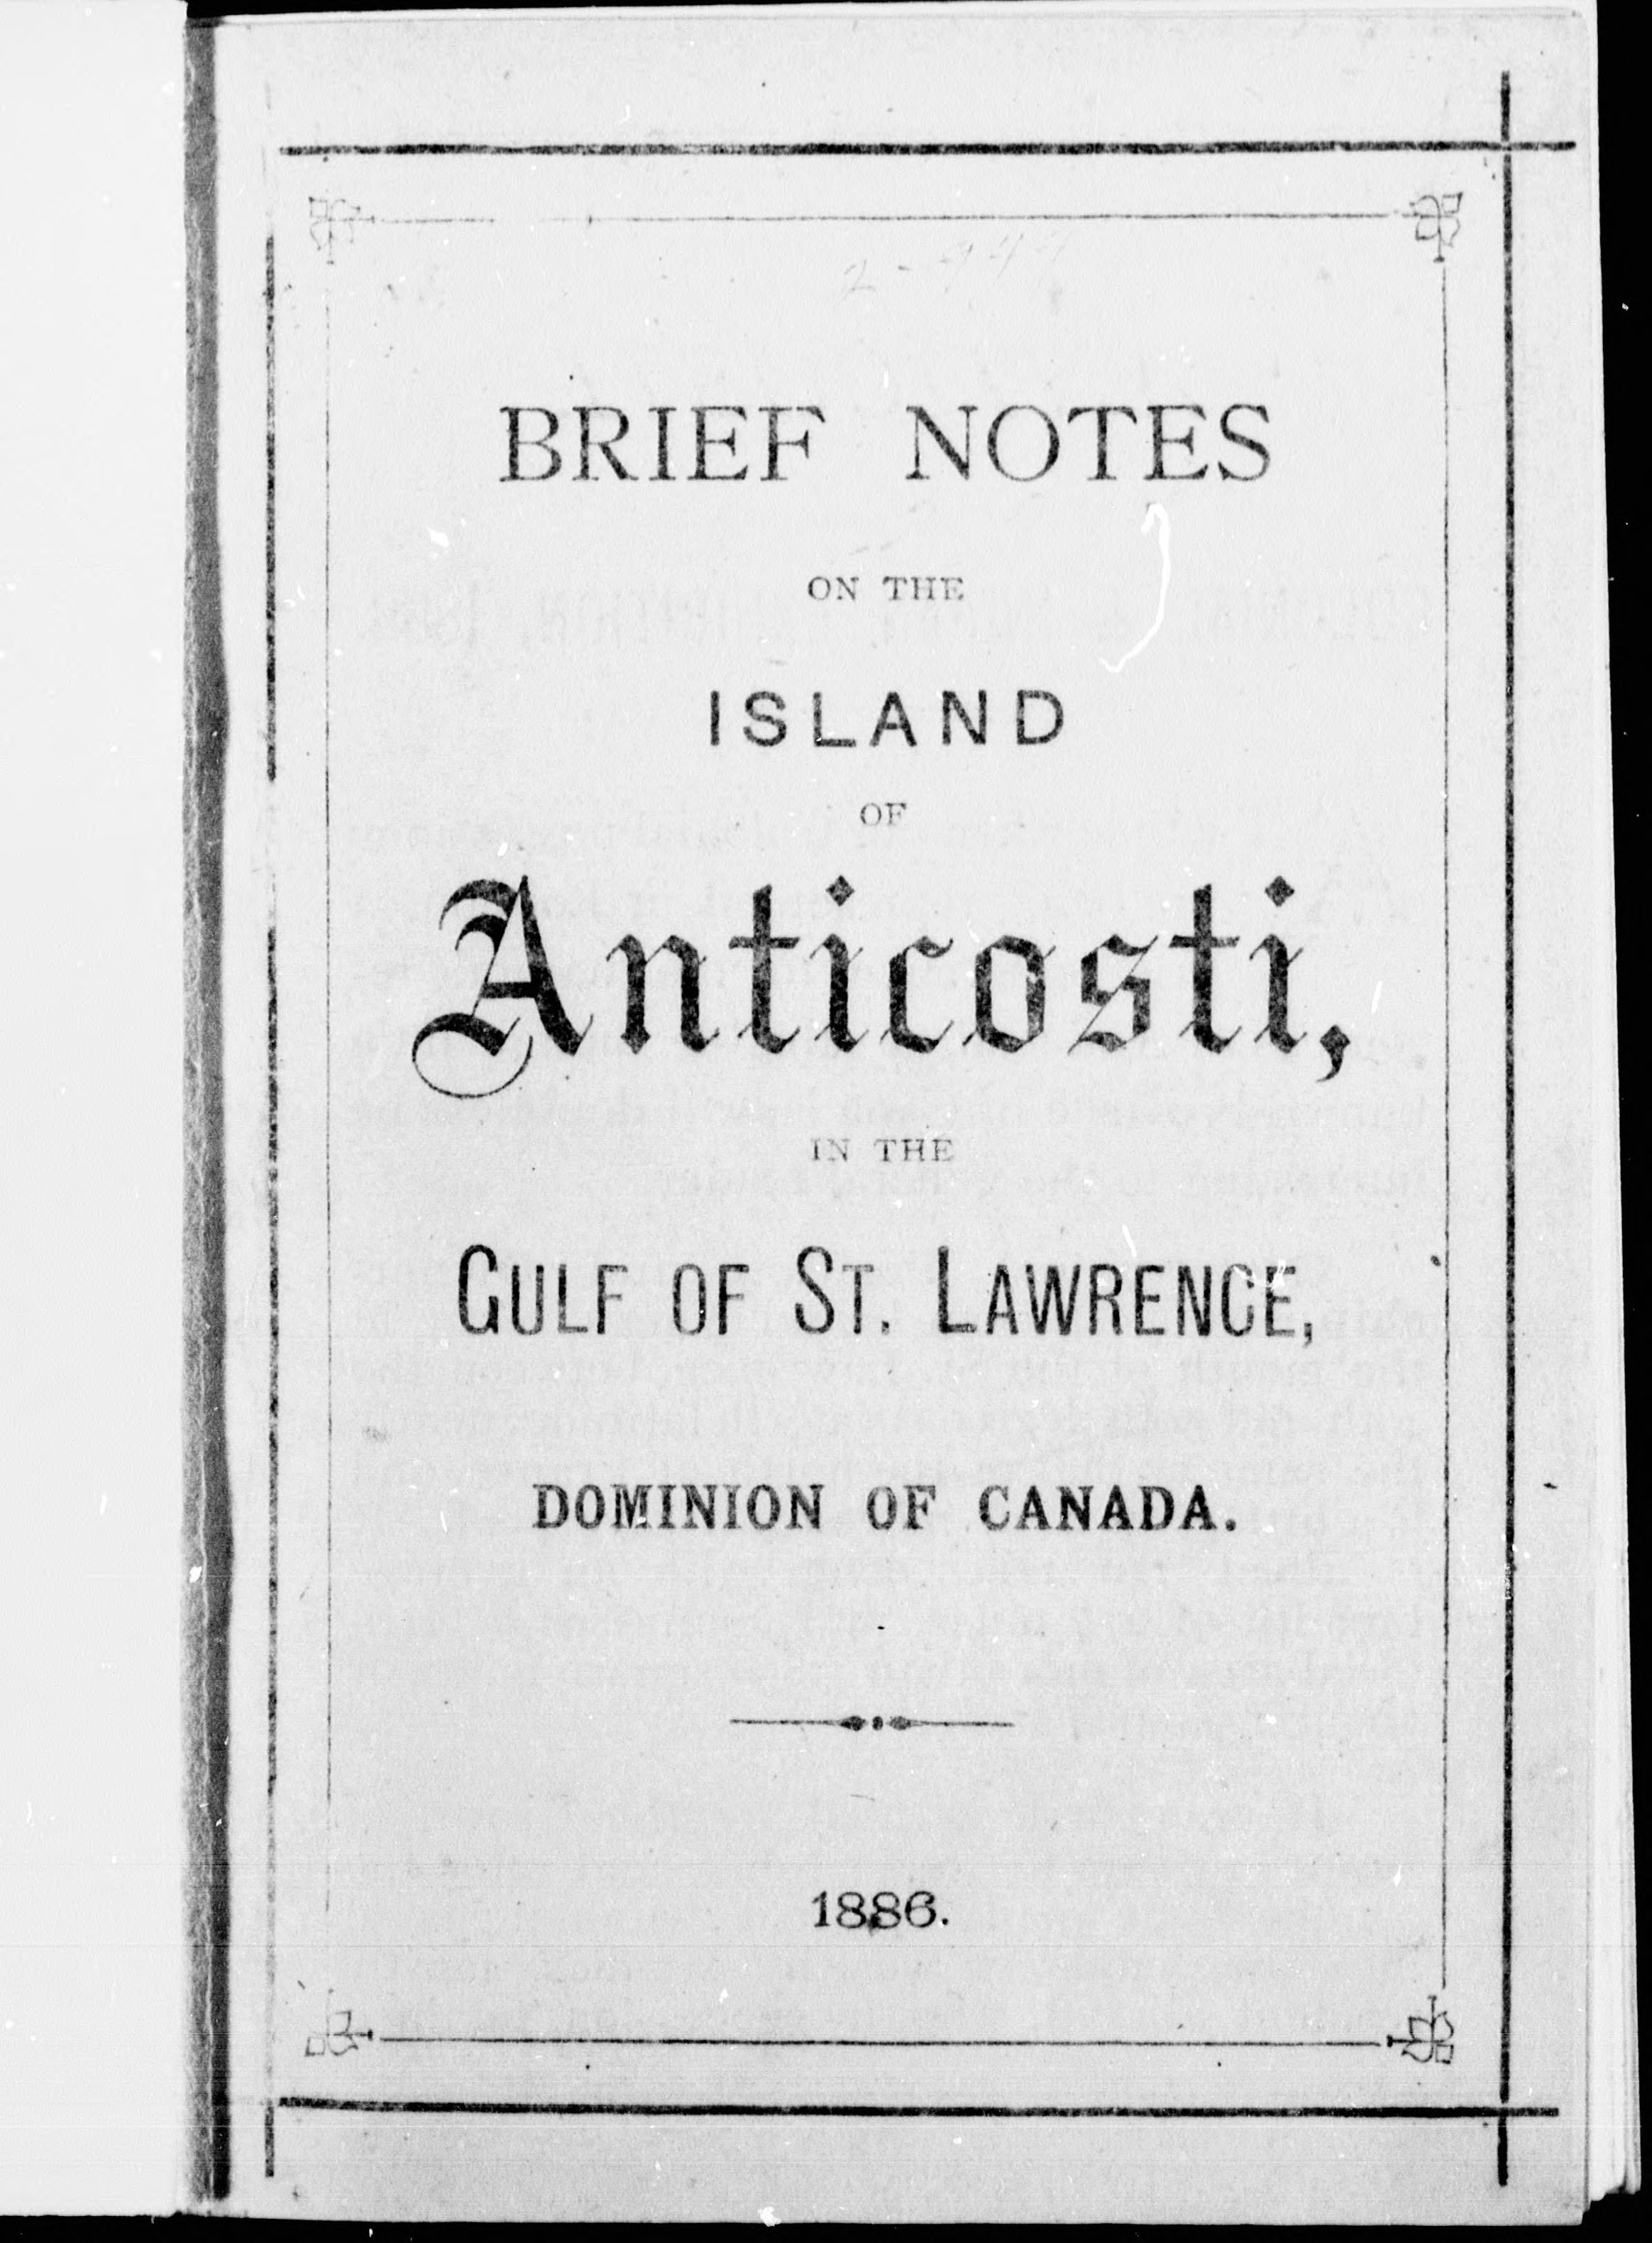 BRIEF NOTES
ON THE
ISLAND
OF
Anticosti,
IN THE
GULF OF ST. LAWRENCE,
DOMINION OF CANADA.
1886.